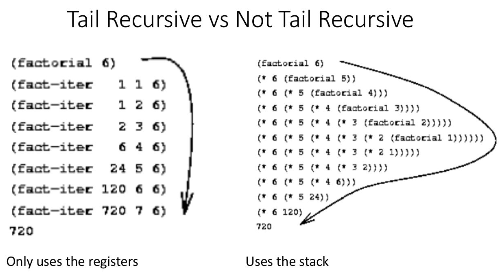 Tail Recursive vs Not Tail Recursive
(factorial 6)
(fact-iter 1 1 6)
(fact-iter 1 2 6)
(fact-iter 2 3 6)
(fact-iter 6 4 6)
(fact-iter 24 5 6)
(fact-iter 120 6 6)
(fact-iter 720 7 6)
720
Only uses the registers
(factorial 6)
(* 6 (factorial 5))
(* 6 (* 5 (factorial 4)))
(* 6 (* 5 (* 4 (factorial 3))))
(* 6 (* 5 (* 4 (* 3 (factorial 2)))))
(* 6 (* 5 (* 4 (* 3 (* 2 (factorial 1))))))
(* 6 (* 5 (* 4 (* 3 (* 2 1)))))
(* 6 (* 5 (* 4 (* 3 2))))
(* 6 (* 5 (* 4 6)))
(* 6 (* 5 24))
(* 6 120)
720
Uses the stack